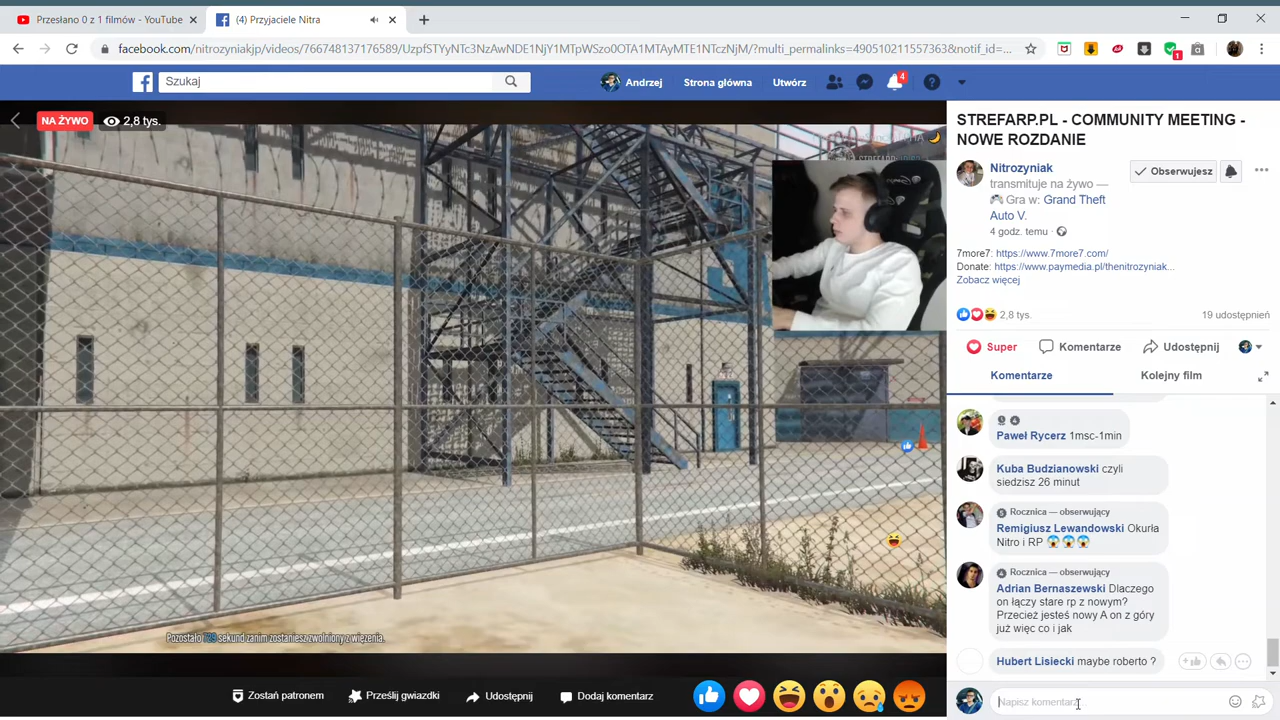 Przesłano 0 z 1 filmów - YouTube
(4) Przyjaciele Nitra
facebook.com/nitrozyniakjp/videos/766748137176589/UzpfSTYyNTc3NzAwNDE1NjY1MTpWSzo0OTA1MTAyMTE1NTczNjM/?multi_permalinks=490510211557363&notif_id=...
1
Szukaj
Andrzej
Strona główna
Utwórz
4
NA ŻYWO
2,8 tys.
STREFARP.PL - COMMUNITY MEETING -
NOWE ROZDANIE
Nitrozyniak
transmituje na żywo —
Gra w: Grand Theft
Auto V.
4 godz. temu
Obserwujesz
7more7: https://www.7more7.com/
Donate: https://www.paymedia.pl/thenitrozyniak...
Zobacz więcej
2,8 tys.
19 udostępnień
Super
Komentarze
Udostępnij
Komentarze
Kolejny film
Paweł Rycerz 1msc-1min
Kuba Budzianowski czyli
siedzisz 26 minut
Rocznica — obserwujący
Remigiusz Lewandowski Okurła
Nitro i RP 😱😱😱
Rocznica — obserwujący
Adrian Bernaszewski Dlaczego
on łączy stare rp z nowym?
Przecież jesteś nowy A on z góry
już więc co i jak
Hubert Lisiecki maybe roberto ?
Napisz komentarz
Pozostało sekund zanim zostaniesz zwolniony z więzienia.
Zostań patronem
Prześlij gwiazdki
Udostępnij
Dodaj komentarz